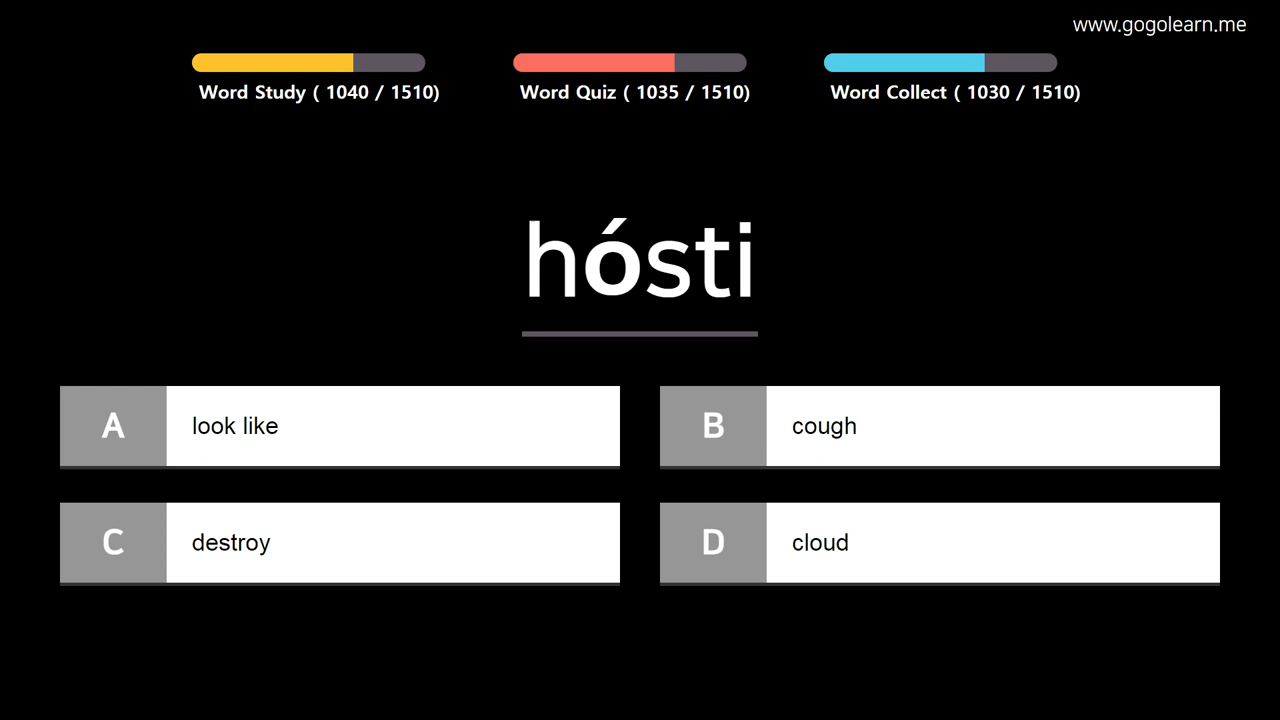 www.gogolearn.me
Word Study ( 1040 / 1510)
Word Quiz ( 1035 / 1510)
Word Collect ( 1030 / 1510)
hósti
A look like
B cough
C destroy
D cloud